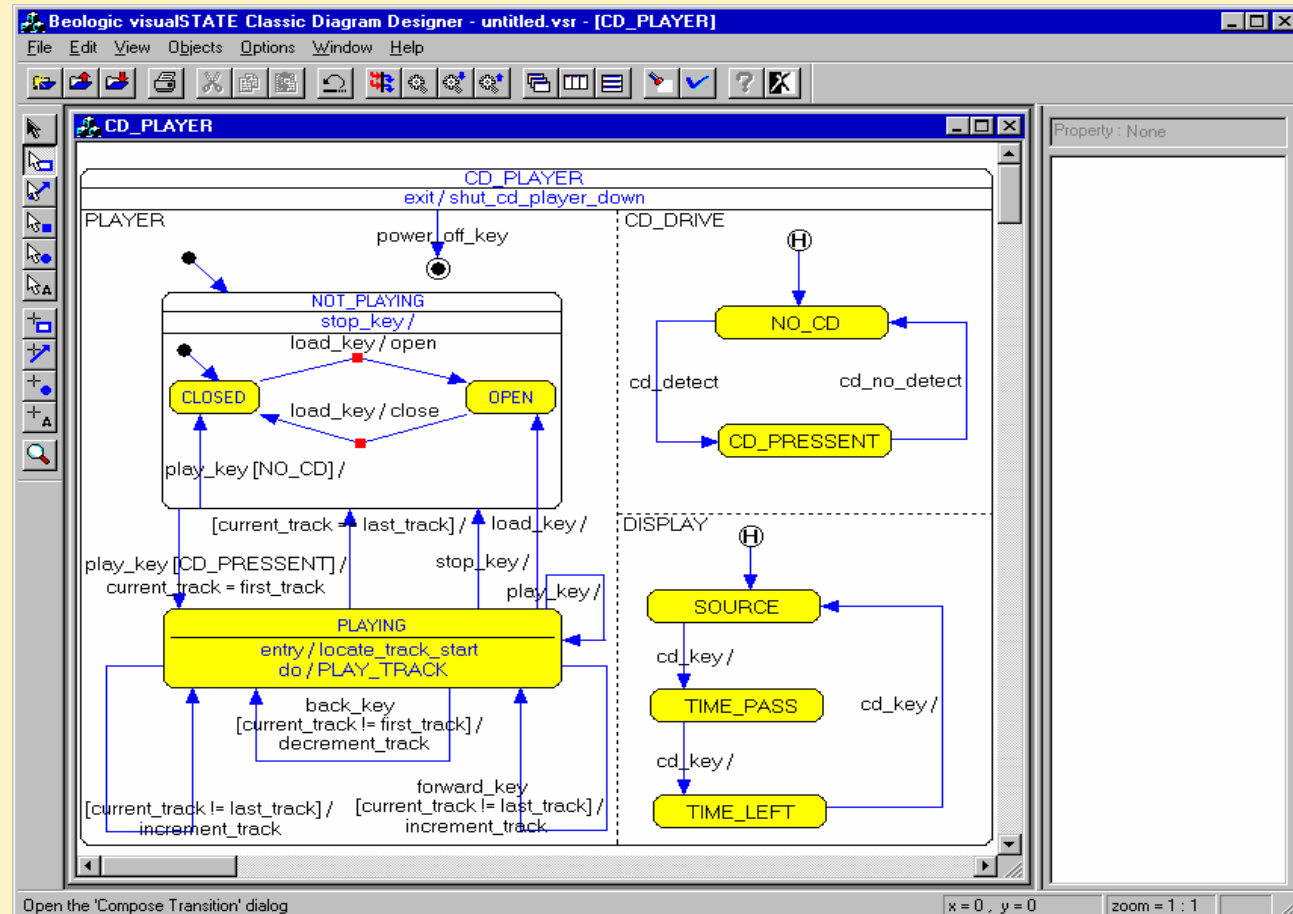 Beologic visualSTATE Classic Diagram Designer - untitled.vsr - [CD_PLAYER]
File Edit View Objects Options Window Help
CD_PLAYER
Property : None
CD_PLAYER
exit / shut_cd_player_down
PLAYER
power_off_key
NOT_PLAYING
stop_key /
load_key / open
CLOSED
OPEN
load_key / close
play_key [NO_CD] /
[current_track = last_track] /
load_key /
play_key [CD_PRESSENT] /
current_track = first_track
stop_key /
play_key /
PLAYING
entry / locate_track_start
do / PLAY_TRACK
back_key
[current_track != first_track] /
decrement_track
[current_track != last_track] /
increment_track
forward_key
[current_track != last_track] /
increment_track
CD_DRIVE
H
NO_CD
cd_detect
cd_no_detect
CD_PRESSENT
DISPLAY
H
SOURCE
cd_key /
TIME_PASS
cd_key /
cd_key /
TIME_LEFT
Open the 'Compose Transition' dialog
x = 0 , y = 0
zoom = 1 : 1